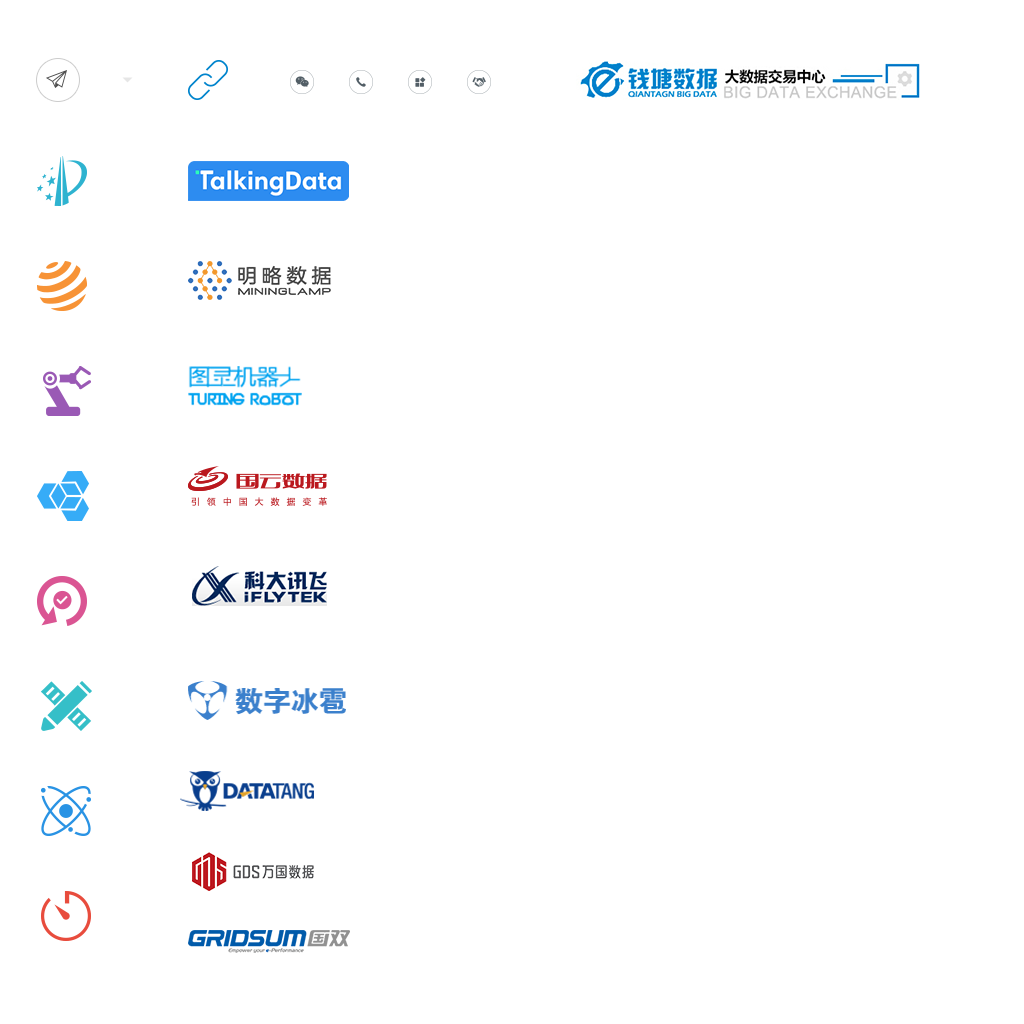 钱塘数据
QIANTAGN BIG DATA
大数据交易中心
BIG DATA EXCHANGE
TalkingData
明略数据
MININGLAMP
图灵机器人
TURING ROBOT
国云数据
引领中国大数据变革
科大讯飞
iFLYTEK
数字冰雹
DATATANG
GDS万国数据
GRIDSUM国双
Empower your e-Performance